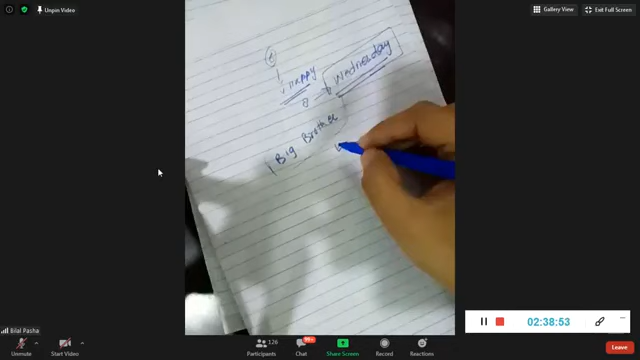 Unpin Video
Gallery View
Exit Full Screen
Happy
Wednesday
Big Brother
Bilal Pasha
02:38:53
Unmute
Start Video
126
Participants
99+
Chat
Share Screen
Record
Reactions
Leave